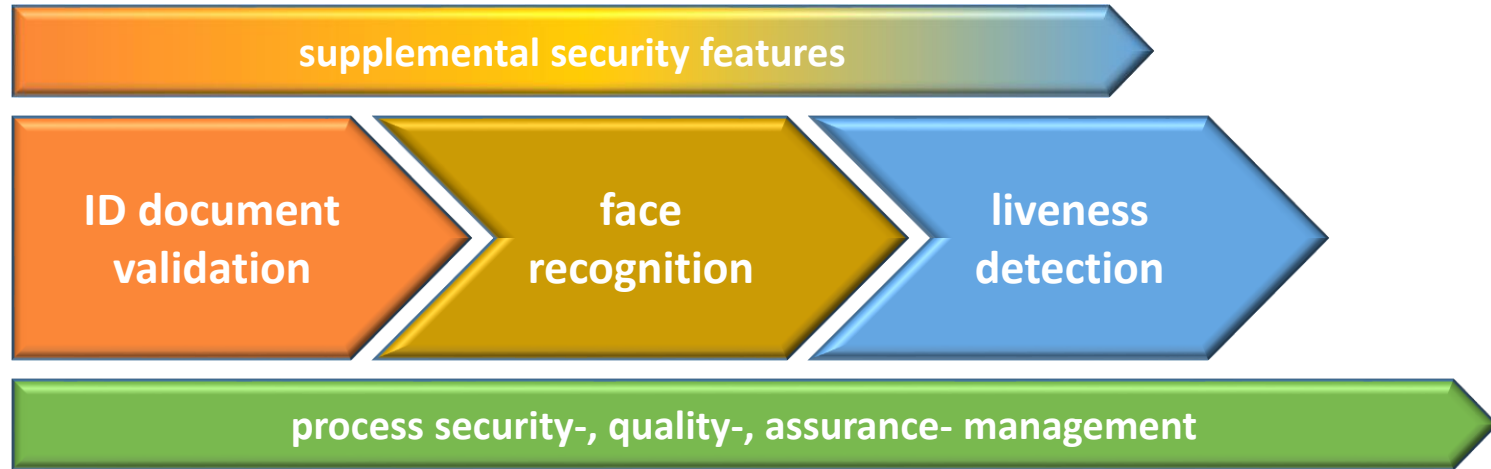 supplemental security features
ID document
validation
face
recognition
liveness
detection
process security-, quality-, assurance- management